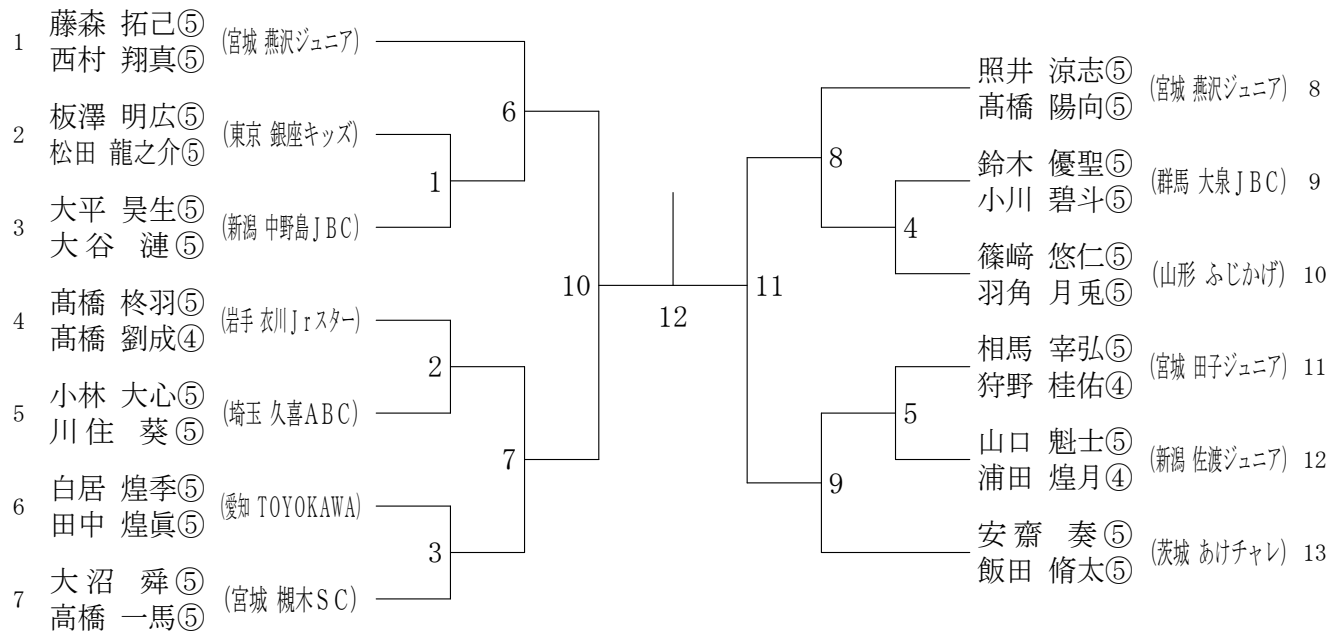 1 藤森 拓己⑤ (宮城 燕沢ジュニア)
西村 翔真⑤
2 板澤 明広⑤ (東京 銀座キッズ)
松田 龍之介⑤
3 大平 昊生⑤ (新潟 中野島JBC)
大谷 漣⑤
4 髙橋 柊羽⑤ (岩手 衣川Jrスター)
髙橋 劉成④
5 小林 大心⑤ (埼玉 久喜ABC)
川住 葵⑤
6 白居 煌季⑤ (愛知 TOYOKAWA)
田中 煌眞⑤
7 大沼 舜⑤ (宮城 槻木SC)
高橋 一馬⑤
6
1
10
2
7
3
12
11
8
4
5
9
照井 涼志⑤ (宮城 燕沢ジュニア) 8
髙橋 陽向⑤
鈴木 優聖⑤ (群馬 大泉JBC) 9
小川 碧斗⑤
篠﨑 悠仁⑤ (山形 ふじかげ) 10
羽角 月兎⑤
相馬 宰弘⑤ (宮城 田子ジュニア) 11
狩野 桂佑④
山口 魁士⑤ (新潟 佐渡ジュニア) 12
浦田 煌月④
安齋 奏⑤ (茨城 あけチャレ) 13
飯田 脩太⑤